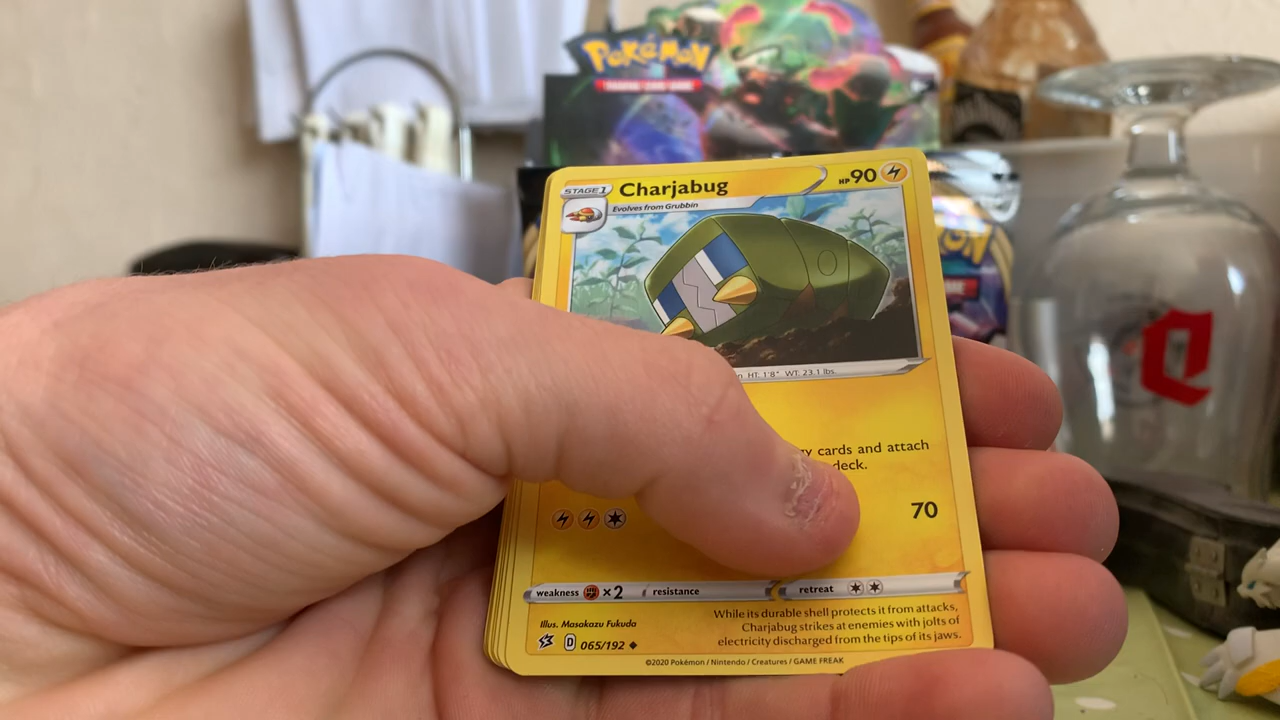 Pokémon
TRADING CARD GAME
STAGE 1
Charjabug
HP 90
Evolves from Grubbin
HT: 1'8" WT: 23.1 lbs.
cards and attach
deck.
70
weakness ×2 resistance retreat
While its durable shell protects it from attacks,
Charjabug strikes at enemies with jolts of
electricity discharged from the tips of its jaws.
Illus. Masakazu Fukuda
D 065/192
©2020 Pokémon / Nintendo / Creatures / GAME FREAK
Q